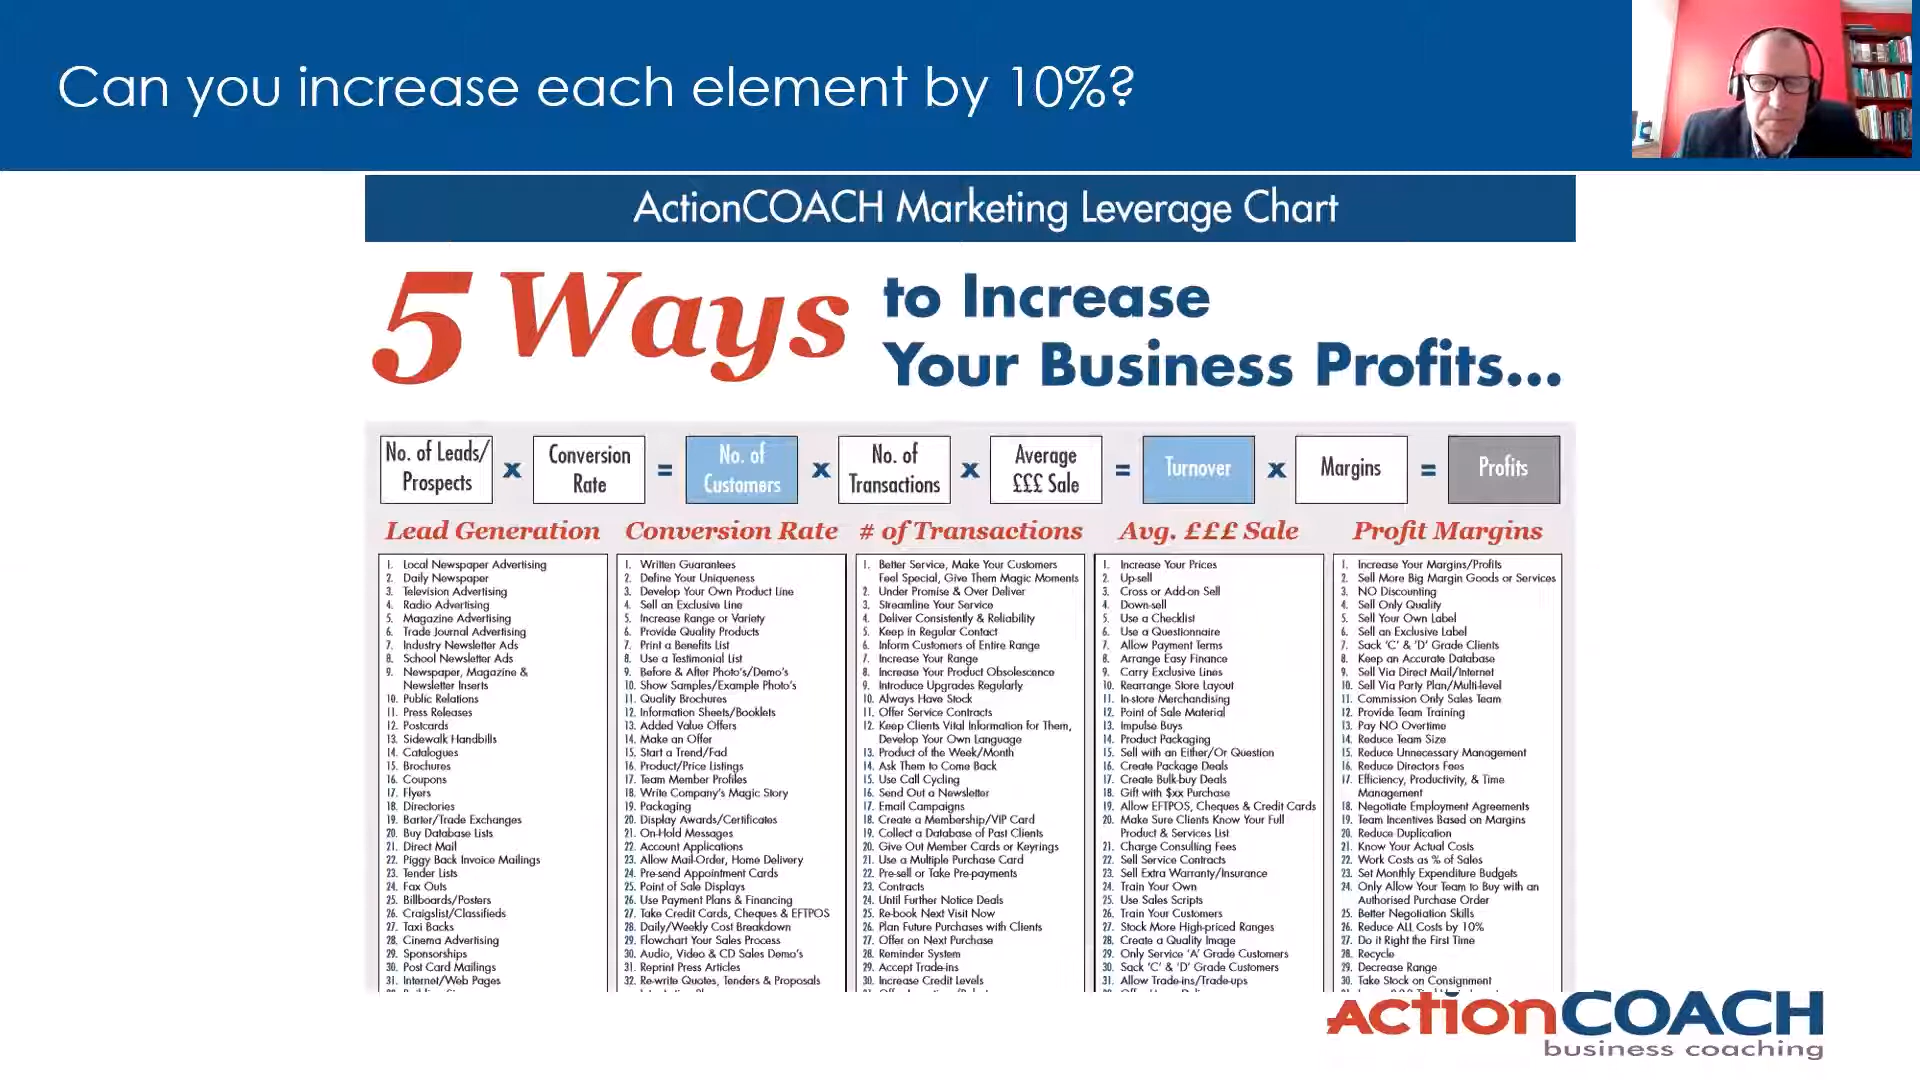 Can you increase each element by 10%?
ActionCOACH Marketing Leverage Chart
5 Ways
to Increase
Your Business Profits...
No. of Leads/
Prospects
x
Conversion
Rate
=
No. of
Customers
x
No. of
Transactions
x
Average
£££ Sale
=
Turnover
x
Margins
=
Profits
Lead Generation
1. Local Newspaper Advertising
2. Daily Newspaper
3. Television Advertising
4. Radio Advertising
5. Magazine Advertising
6. Trade Journal Advertising
7. Industry Newsletter Ads
8. School Newsletter Ads
9. Newspaper, Magazine &
Newsletter Inserts
10. Public Relations
11. Press Releases
12. Postcards
13. Sidewalk Handbills
14. Catalogues
15. Brochures
16. Coupons
17. Flyers
18. Directories
19. Barter/Trade Exchanges
20. Buy Database Lists
21. Direct Mail
22. Piggy Back Invoice Mailings
23. Tender Lists
24. Fax Outs
25. Billboards/Posters
26. Craigslist/Classifieds
27. Taxi Backs
28. Cinema Advertising
29. Sponsorships
30. Post Card Mailings
31. Internet/Web Pages
Conversion Rate
1. Written Guarantees
2. Define Your Uniqueness
3. Develop Your Own Product Line
4. Sell an Exclusive Line
5. Increase Range or Variety
6. Provide Quality Products
7. Print a Benefits List
8. Use a Testimonial List
9. Before & After Photo's/Demo's
10. Show Samples/Example Photo's
11. Quality Brochures
12. Information Sheets/Booklets
13. Added Value Offers
14. Make an Offer
15. Start a Trend/Fad
16. Product/Price Listings
17. Team Member Profiles
18. Write Company's Magic Story
19. Packaging
20. Display Awards/Certificates
21. On-Hold Messages
22. Account Applications
23. Allow Mail-Order, Home Delivery
24. Pre-send Appointment Cards
25. Point of Sale Displays
26. Use Payment Plans & Financing
27. Take Credit Cards, Cheques & EFTPOS
28. Daily/Weekly Cost Breakdown
29. Flowchart Your Sales Process
30. Audio, Video & CD Sales Demo's
31. Reprint Press Articles
32. Re-write Quotes, Tenders & Proposals
# of Transactions
1. Better Service, Make Your Customers
Feel Special, Give Them Magic Moments
2. Under Promise & Over Deliver
3. Streamline Your Service
4. Deliver Consistently & Reliability
5. Keep in Regular Contact
6. Inform Customers of Entire Range
7. Increase Your Range
8. Increase Your Product Obsolescence
9. Introduce Upgrades Regularly
10. Always Have Stock
11. Offer Service Contracts
12. Keep Clients Vital Information for Them,
Develop Your Own Language
13. Product of the Week/Month
14. Ask Them to Come Back
15. Use Call Cycling
16. Send Out a Newsletter
17. Email Campaigns
18. Create a Membership/VIP Card
19. Collect a Database of Past Clients
20. Give Out Member Cards or Keyrings
21. Use a Multiple Purchase Card
22. Pre-sell or Take Pre-payments
23. Contracts
24. Until Further Notice Deals
25. Re-book Next Visit Now
26. Plan Future Purchases with Clients
27. Offer on Next Purchase
28. Reminder System
29. Accept Trade-ins
30. Increase Credit Levels
Avg. £££ Sale
1. Increase Your Prices
2. Up-sell
3. Cross or Add-on Sell
4. Down-sell
5. Use a Checklist
6. Use a Questionnaire
7. Allow Payment Terms
8. Arrange Easy Finance
9. Carry Exclusive Lines
10. Rearrange Store Layout
11. In-store Merchandising
12. Point of Sale Material
13. Impulse Buys
14. Product Packaging
15. Sell with an Either/Or Question
16. Create Package Deals
17. Create Bulk-buy Deals
18. Gift with $xx Purchase
19. Allow EFTPOS, Cheques & Credit Cards
20. Make Sure Clients Know Your Full
Product & Services List
21. Charge Consulting Fees
22. Sell Service Contracts
23. Sell Extra Warranty/Insurance
24. Train Your Own
25. Use Sales Scripts
26. Train Your Customers
27. Stock More High-priced Ranges
28. Create a Quality Image
29. Only Service 'A' Grade Customers
30. Sack 'C' & 'D' Grade Customers
31. Allow Trade-ins/Trade-ups
Profit Margins
1. Increase Your Margins/Profits
2. Sell More Big Margin Goods or Services
3. NO Discounting
4. Sell Only Quality
5. Sell Your Own Label
6. Sell an Exclusive Label
7. Sack 'C' & 'D' Grade Clients
8. Keep an Accurate Database
9. Sell Via Direct Mail/Internet
10. Sell Via Party Plan/Multi-level
11. Commission Only Sales Team
12. Provide Team Training
13. Pay NO Overtime
14. Reduce Team Size
15. Reduce Unnecessary Management
16. Reduce Directors Fees
17. Efficiency, Productivity, & Time
Management
18. Negotiate Employment Agreements
19. Team Incentives Based on Margins
20. Reduce Duplication
21. Know Your Actual Costs
22. Work Costs as % of Sales
23. Set Monthly Expenditure Budgets
24. Only Allow Your Team to Buy with an
Authorised Purchase Order
25. Better Negotiation Skills
26. Reduce ALL Costs by 10%
27. Do it Right the First Time
28. Recycle
29. Decrease Range
30. Take Stock on Consignment
ActionCOACH
business coaching